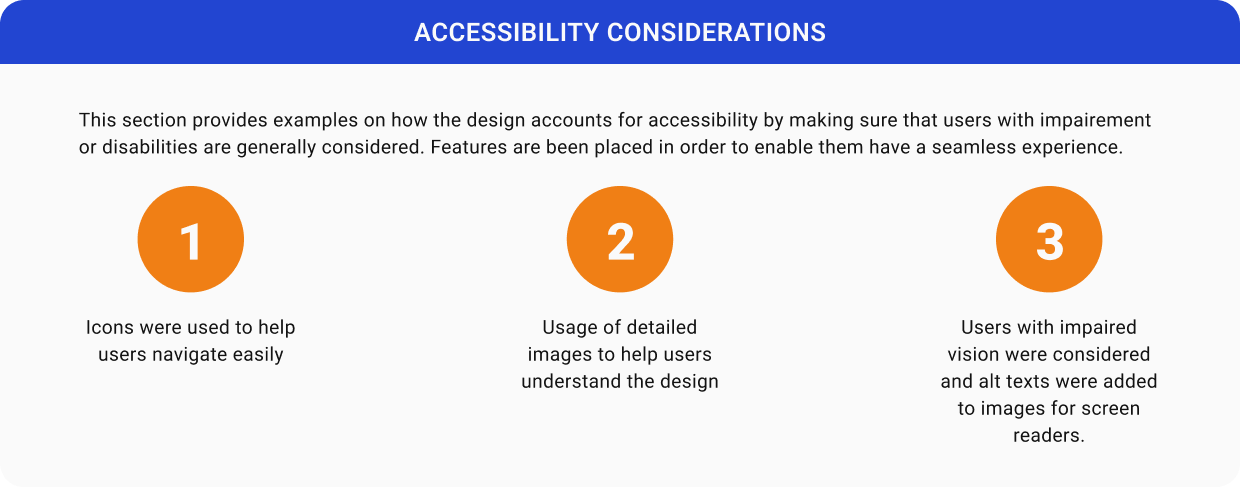 ACCESSIBILITY CONSIDERATIONS
This section provides examples on how the design accounts for accessibility by making sure that users with impairement
or disabilities are generally considered. Features are been placed in order to enable them have a seamless experience.
1
Icons were used to help
users navigate easily
2
Usage of detailed
images to help users
understand the design
3
Users with impaired
vision were considered
and alt texts were added
to images for screen
readers.